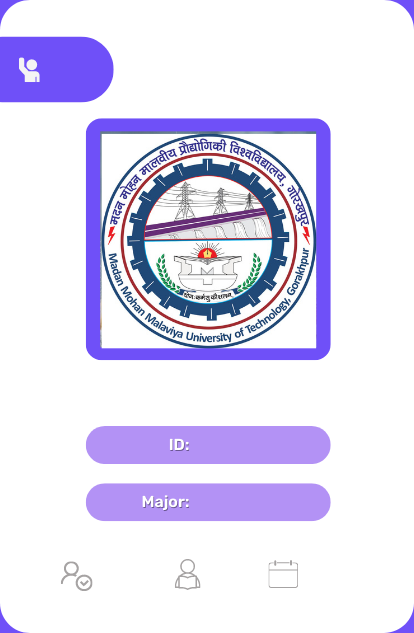 मदन मोहन मालवीय प्रौद्योगिकी विश्वविद्यालय, गोरखपुर
योगः कर्मसु कौशलम्
Madan Mohan Malaviya University of Technology, Gorakhpur
ID:
Major: